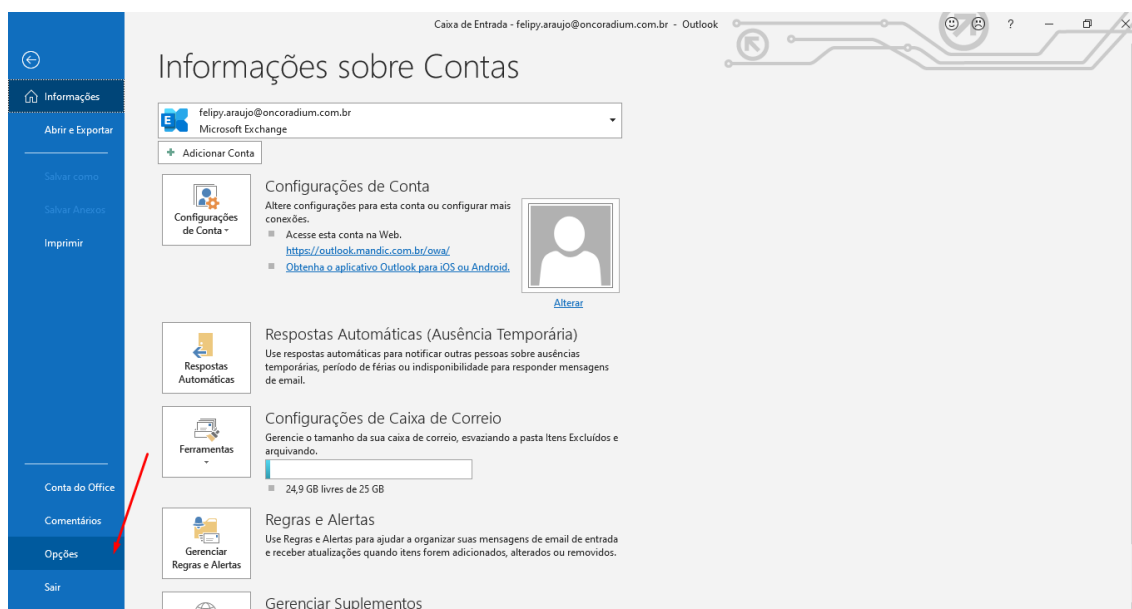 Caixa de Entrada - felipy.araujo@oncoradium.com.br - Outlook
?
Informações
Abrir e Exportar
Salvar como
Salvar Anexos
Imprimir
Conta do Office
Comentários
Opções
Sair
Informações sobre Contas
E
felipy.araujo@oncoradium.com.br
Microsoft Exchange
Adicionar Conta
Configurações
de Conta
Configurações de Conta
Altere configurações para esta conta ou configurar mais
conexões.
Acesse esta conta na Web.
https://outlook.mandic.com.br/owa/
Obtenha o aplicativo Outlook para iOS ou Android.
Alterar
Respostas
Automáticas
Respostas Automáticas (Ausência Temporária)
Use respostas automáticas para notificar outras pessoas sobre ausências
temporárias, período de férias ou indisponibilidade para responder mensagens
de email.
Ferramentas
Configurações de Caixa de Correio
Gerencie o tamanho da sua caixa de correio, esvaziando a pasta Itens Excluídos e
arquivando.
24,9 GB livres de 25 GB
Gerenciar
Regras e Alertas
Regras e Alertas
Use Regras e Alertas para ajudar a organizar suas mensagens de email de entrada
e receber atualizações quando itens forem adicionados, alterados ou removidos.
Gerenciar Suplementos